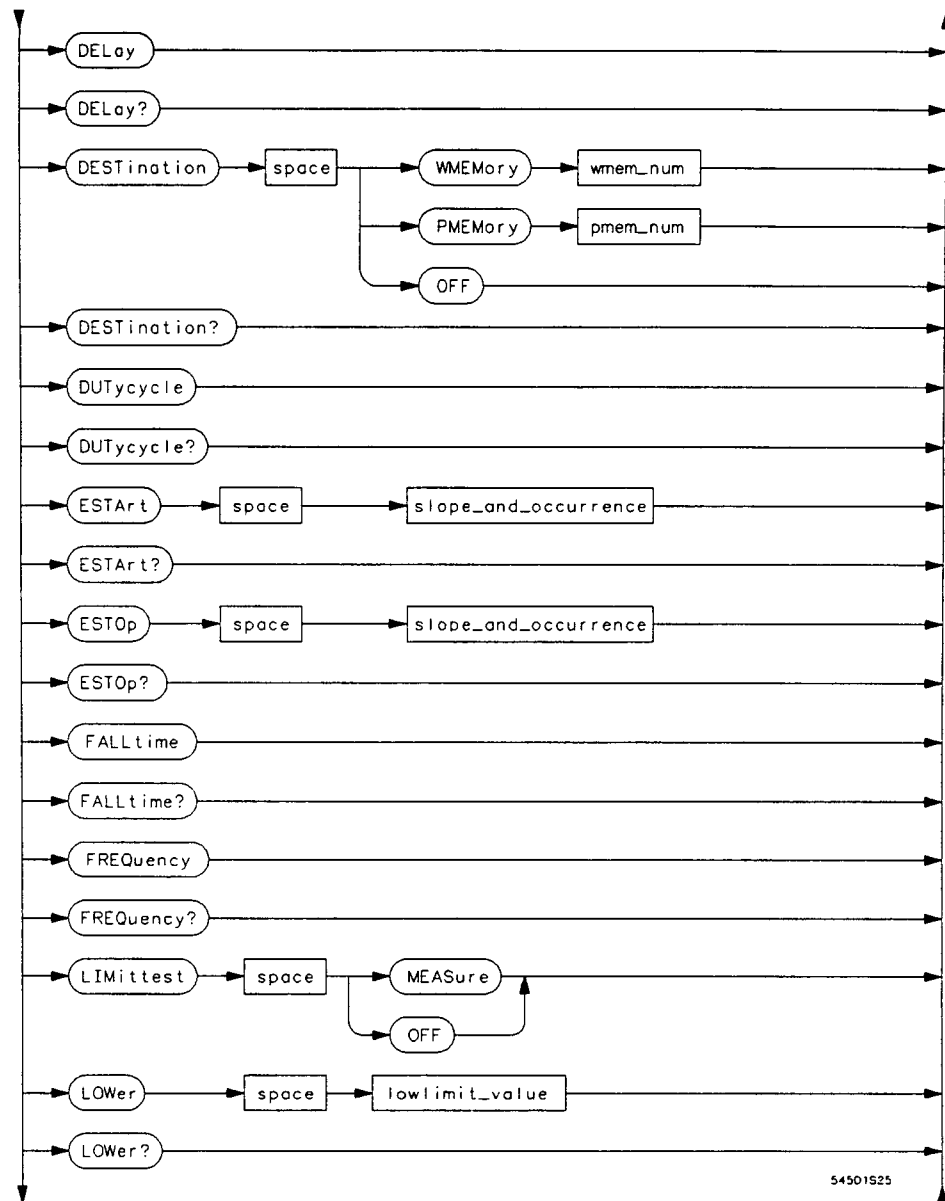 DELay
DELay?
DESTination space WMEMory wmem_num
PMEMory pmem_num
OFF
DESTination?
DUTycycle
DUTycycle?
ESTArt space slope_and_occurrence
ESTArt?
ESTOp space slope_and_occurrence
ESTOp?
FALLtime
FALLtime?
FREQuency
FREQuency?
LIMittest space MEASure
OFF
LOWer space lowlimit_value
LOWer?
54501S25